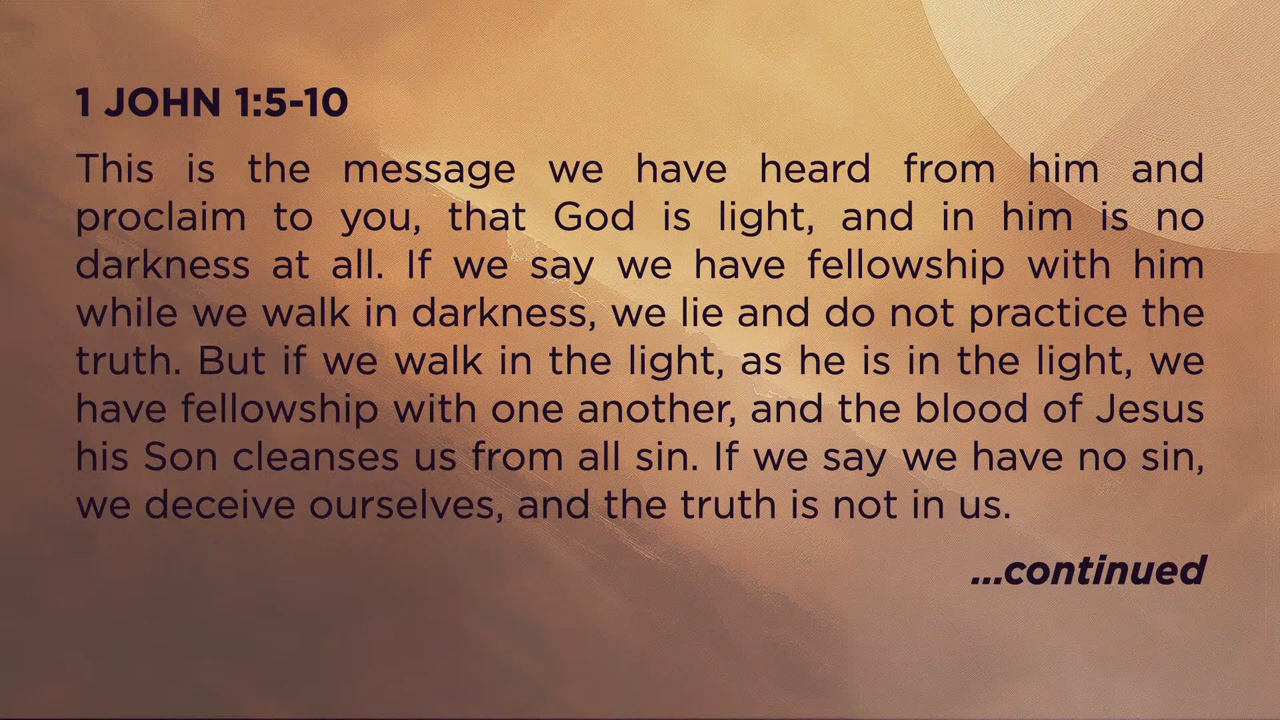 1 JOHN 1:5-10
This is the message we have heard from him and
proclaim to you, that God is light, and in him is no
darkness at all. If we say we have fellowship with him
while we walk in darkness, we lie and do not practice the
truth. But if we walk in the light, as he is in the light, we
have fellowship with one another, and the blood of Jesus
his Son cleanses us from all sin. If we say we have no sin,
we deceive ourselves, and the truth is not in us.
...continued